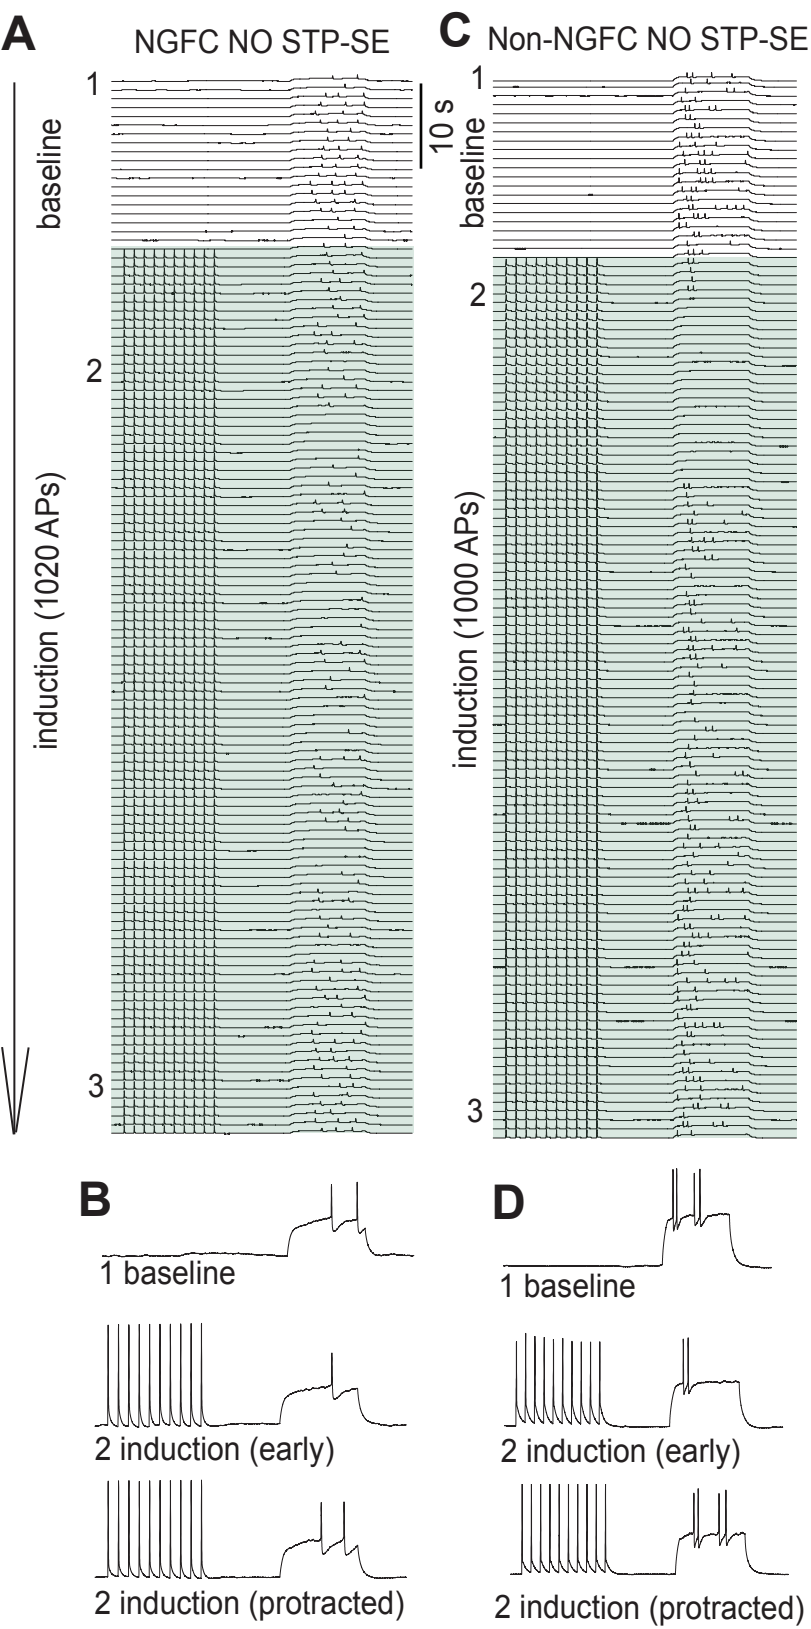 A
NGFC NO STP-SE
1
baseline
10 s
2
induction (1020 APs)
3
C
Non-NGFC NO STP-SE
1
baseline
2
induction (1000 APs)
3
B
1 baseline
2 induction (early)
2 induction (protracted)
D
1 baseline
2 induction (early)
2 induction (protracted)